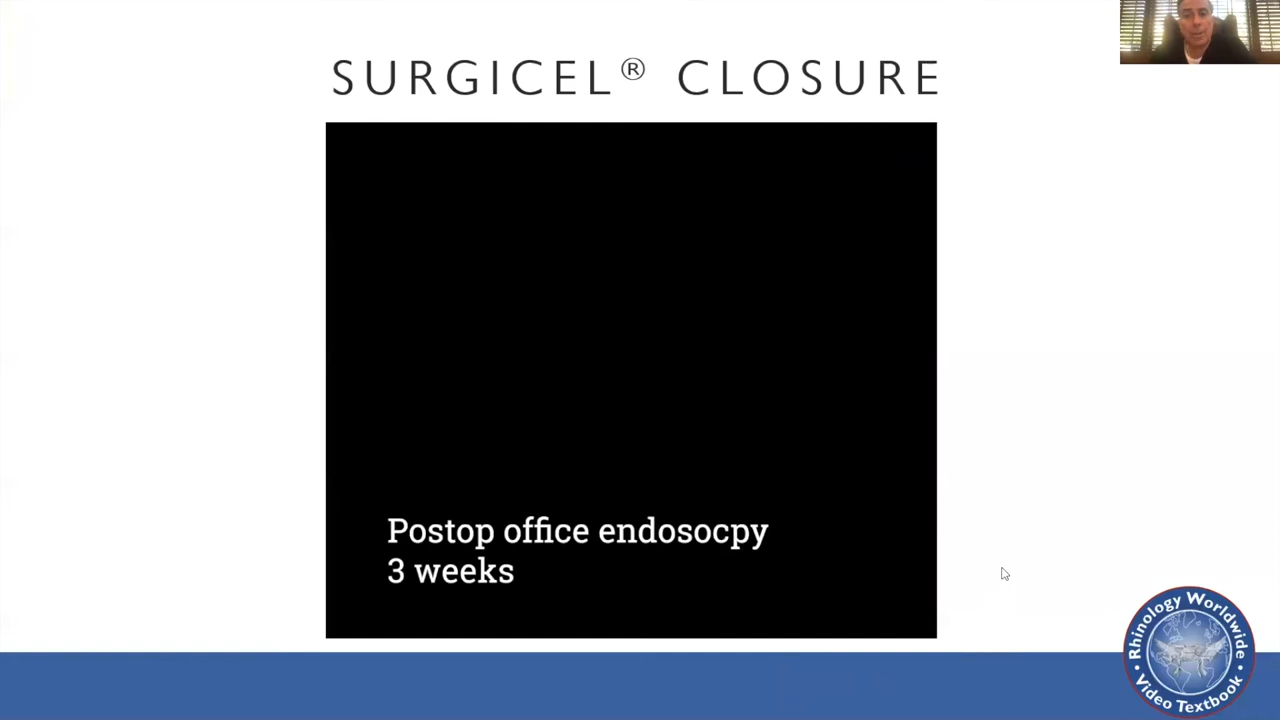 SURGICEL® CLOSURE
Postop office endosocpy
3 weeks
Rhinology Worldwide
• Video Textbook •